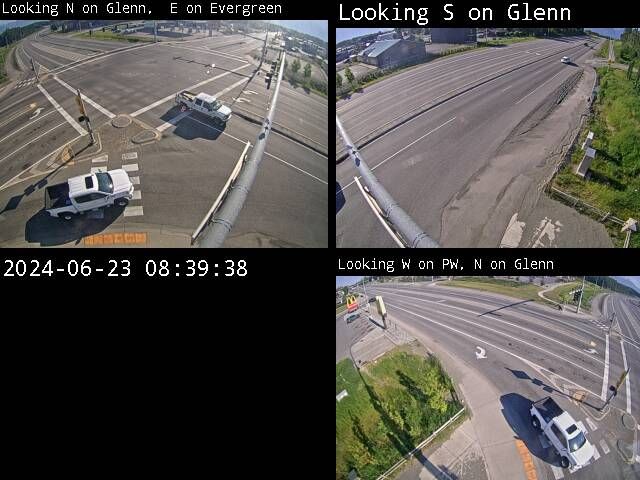 Looking N on Glenn, E on Evergreen
Looking S on Glenn
2024-06-23 08:39:38
Looking W on PW, N on Glenn